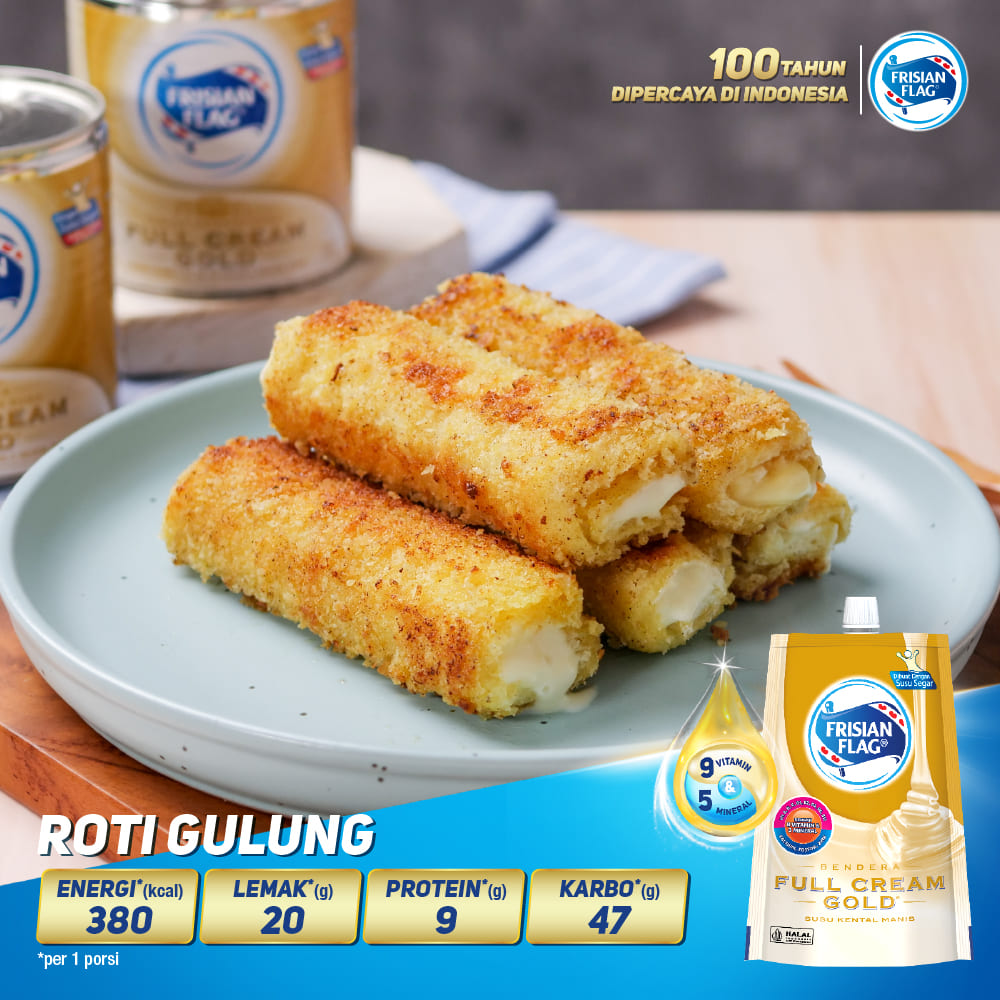 100 TAHUN
DIPERCAYA DI INDONESIA
FRISIAN
FLAG
FRISIAN
FLAG
FULL CREAM
GOLD
CREAM
ROTI GULUNG
ENERGI* (kcal)
380
LEMAK* (g)
20
PROTEIN* (g)
9
KARBO* (g)
47
*per 1 porsi
9 VITAMIN
&
5 MINERAL
Dibuat Dengan
Susu Segar
FRISIAN
FLAG®
BENDERA
FULL CREAM
GOLD
SUSU KENTAL MANIS
HALAL